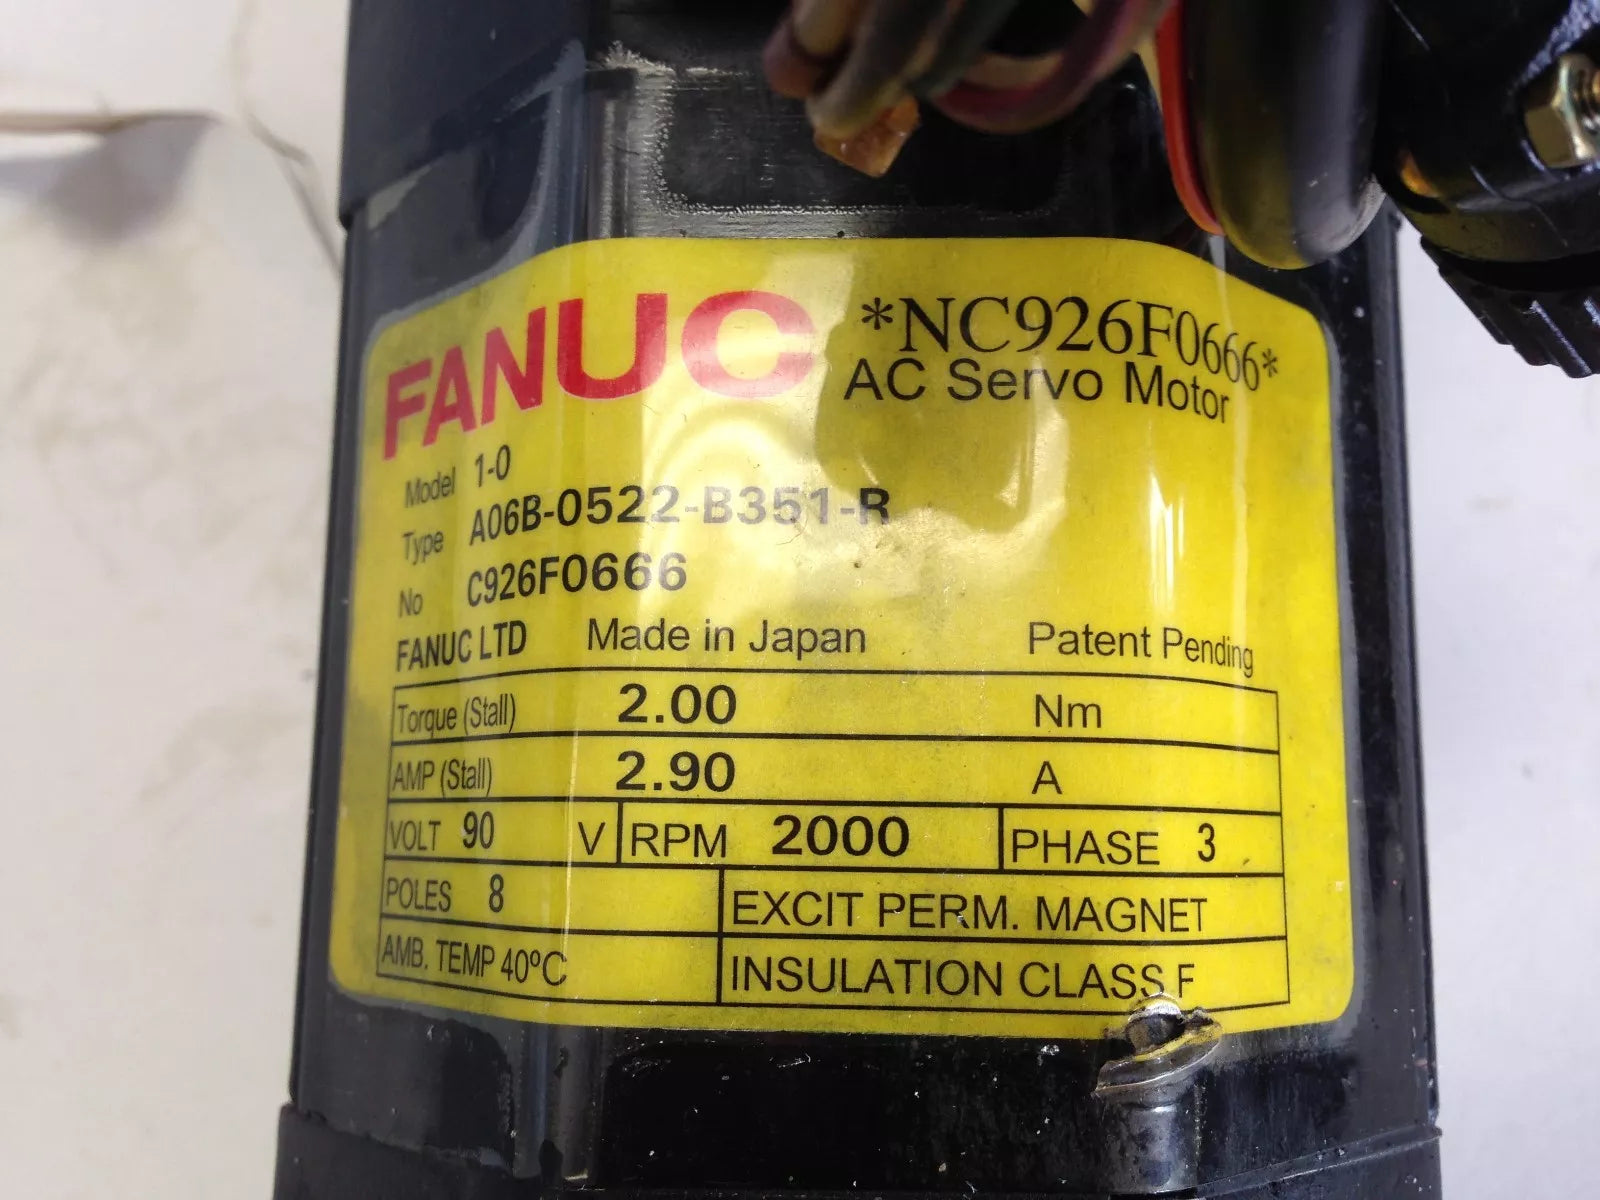 FANUC *NC926F0666*
AC Servo Motor
Model 1-0
Type A06B-0522-B351-R
No C926F0666
FANUC LTD Made in Japan Patent Pending
Torque (Stall) 2.00 Nm
AMP (Stall) 2.90 A
VOLT 90 V RPM 2000 PHASE 3
POLES 8 EXCIT PERM. MAGNET
AMB. TEMP 40ºC INSULATION CLASS F